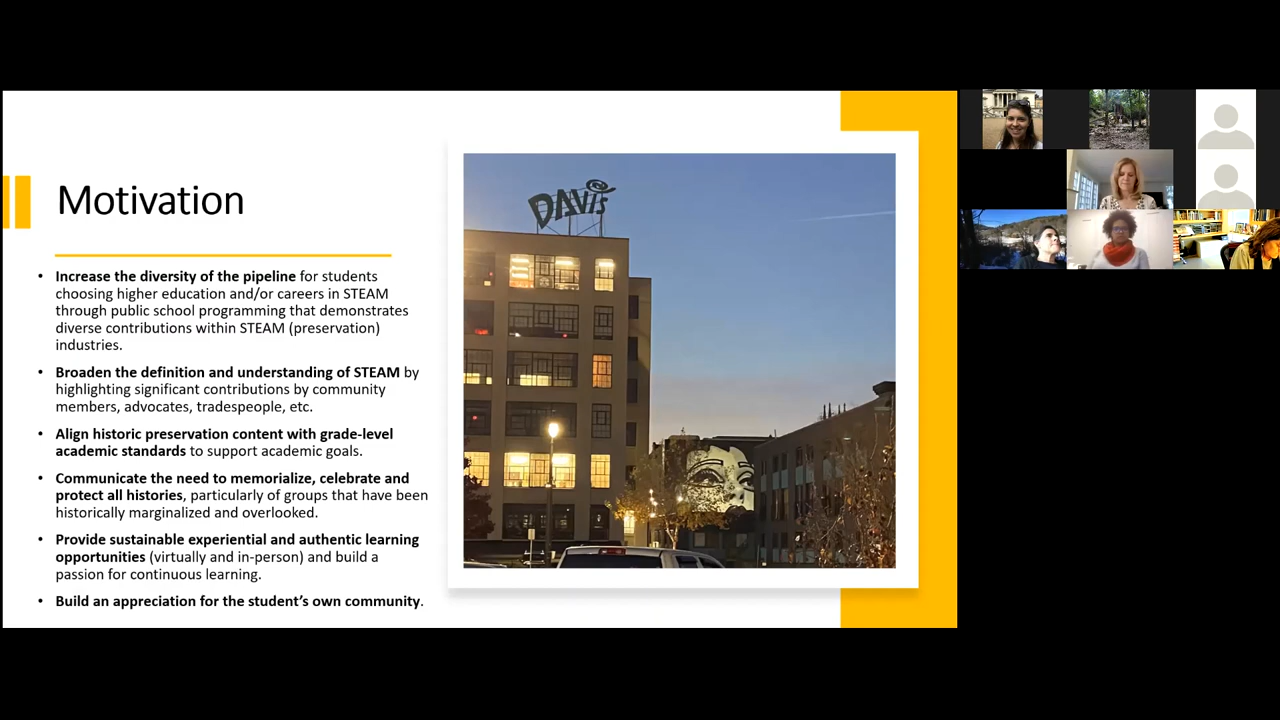 Motivation
• Increase the diversity of the pipeline for students
choosing higher education and/or careers in STEAM
through public school programming that demonstrates
diverse contributions within STEAM (preservation)
industries.
• Broaden the definition and understanding of STEAM by
highlighting significant contributions by community
members, advocates, tradespeople, etc.
• Align historic preservation content with grade-level
academic standards to support academic goals.
• Communicate the need to memorialize, celebrate and
protect all histories, particularly of groups that have been
historically marginalized and overlooked.
• Provide sustainable experiential and authentic learning
opportunities (virtually and in-person) and build a
passion for continuous learning.
• Build an appreciation for the student’s own community.
DAVIS